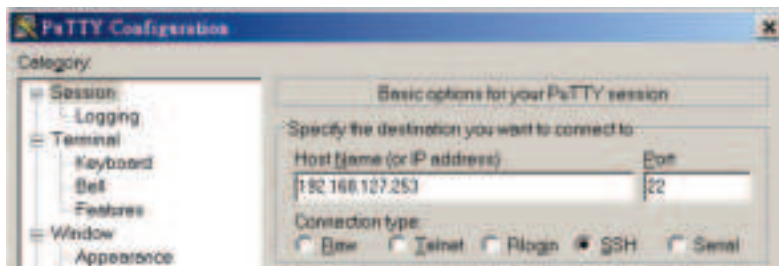 PuTTY Configuration
Category:
Session
Logging
Terminal
Keyboard
Bell
Features
Window
Appearance
Basic options for your PuTTY session
Specify the destination you want to connect to
Host Name (or IP address)
Port
192.168.127.253
22
Connection type:
Raw
Telnet
Rlogin
SSH
Serial